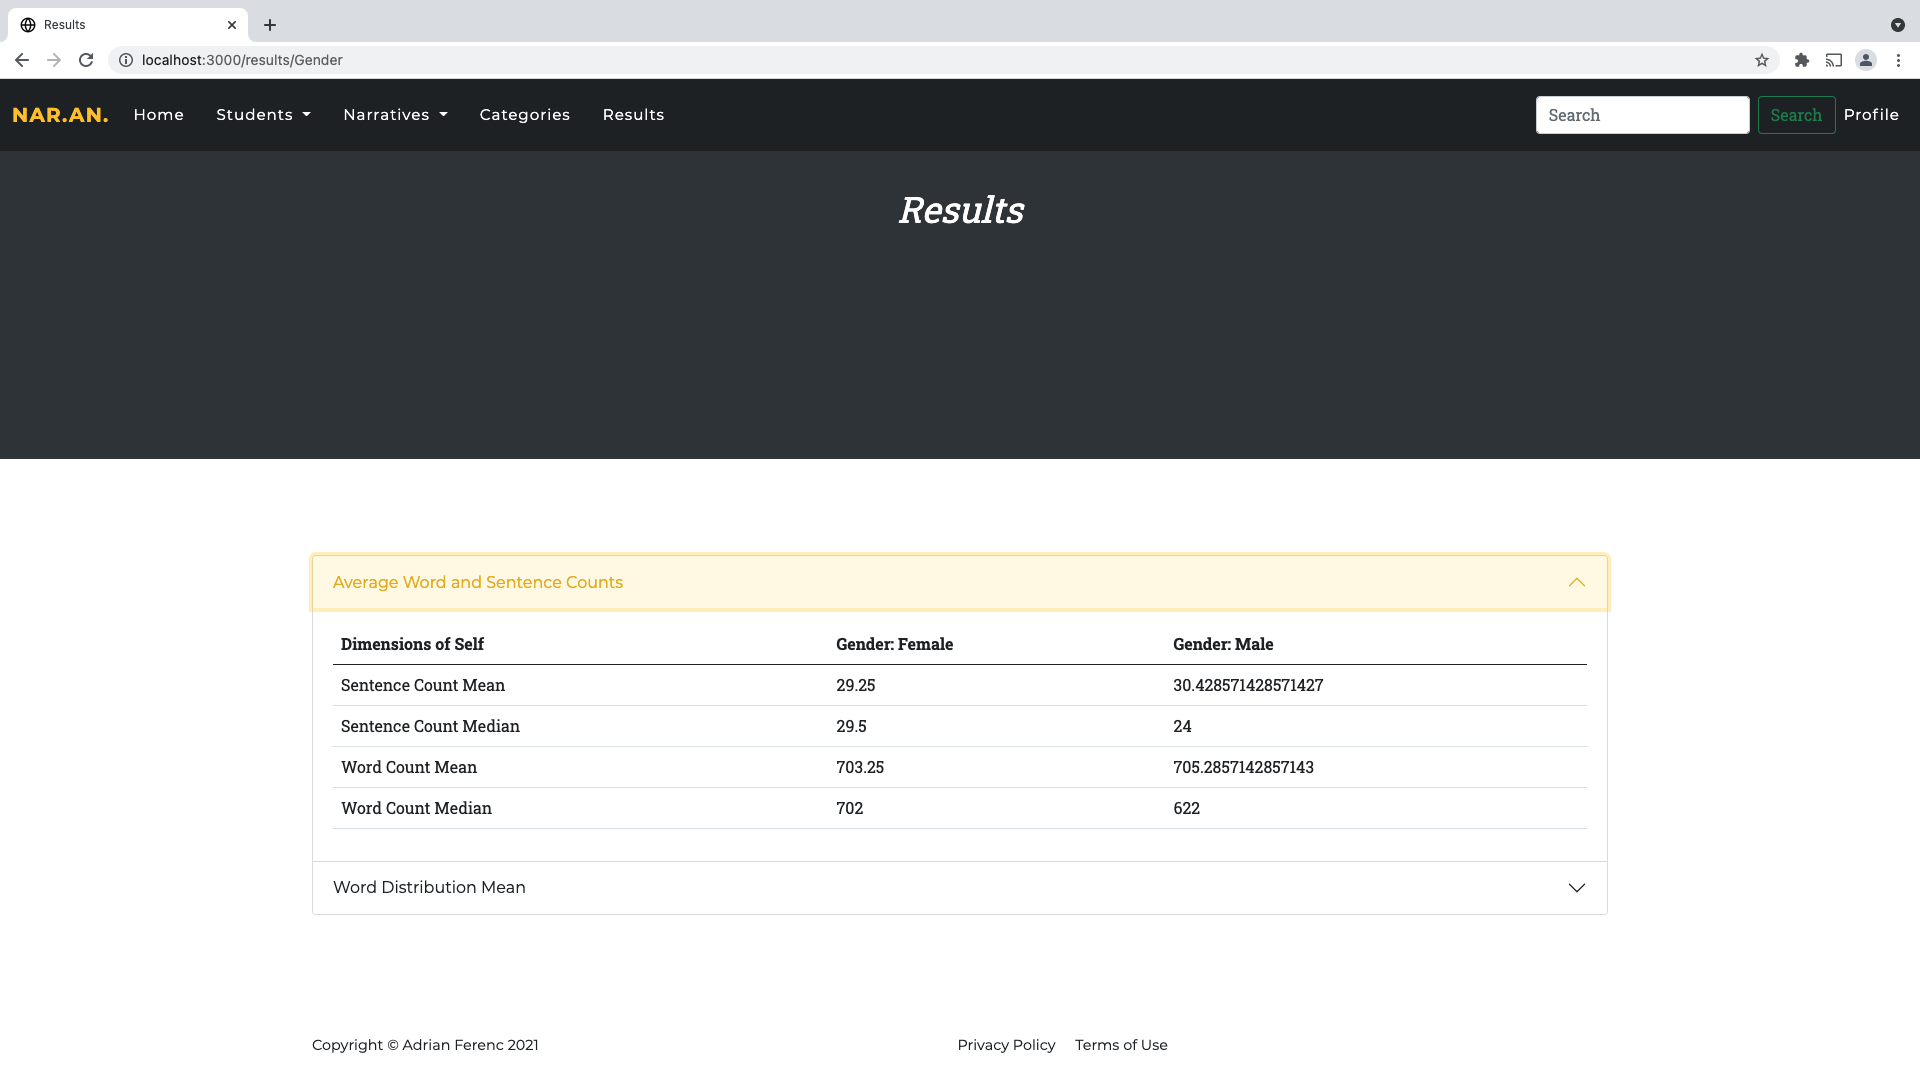 Results
localhost:3000/results/Gender
NAR.AN. Home Students Narratives Categories Results Search Search Profile
Results
Average Word and Sentence Counts
Dimensions of Self Gender: Female Gender: Male
Sentence Count Mean 29.25 30.428571428571427
Sentence Count Median 29.5 24
Word Count Mean 703.25 705.2857142857143
Word Count Median 702 622
Word Distribution Mean
Copyright © Adrian Ferenc 2021 Privacy Policy Terms of Use